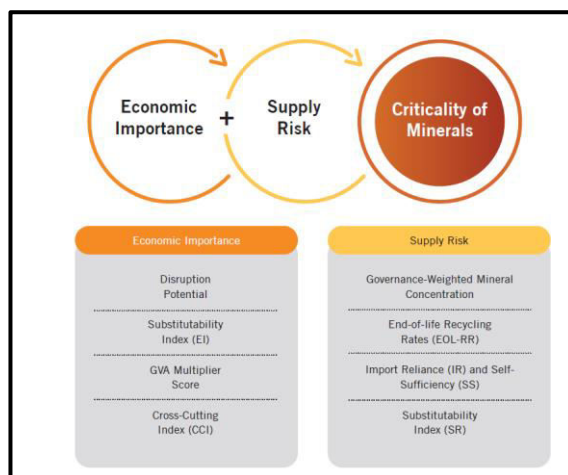 Economic
Importance
+
Supply
Risk
Criticality of
Minerals
Economic Importance
Disruption
Potential
Substitutability
Index (EI)
GVA Multiplier
Score
Cross-Cutting
Index (CCI)
Supply Risk
Governance-Weighted Mineral
Concentration
End-of-life Recycling
Rates (EOL-RR)
Import Reliance (IR) and Self-
Sufficiency (SS)
Substitutability
Index (SR)